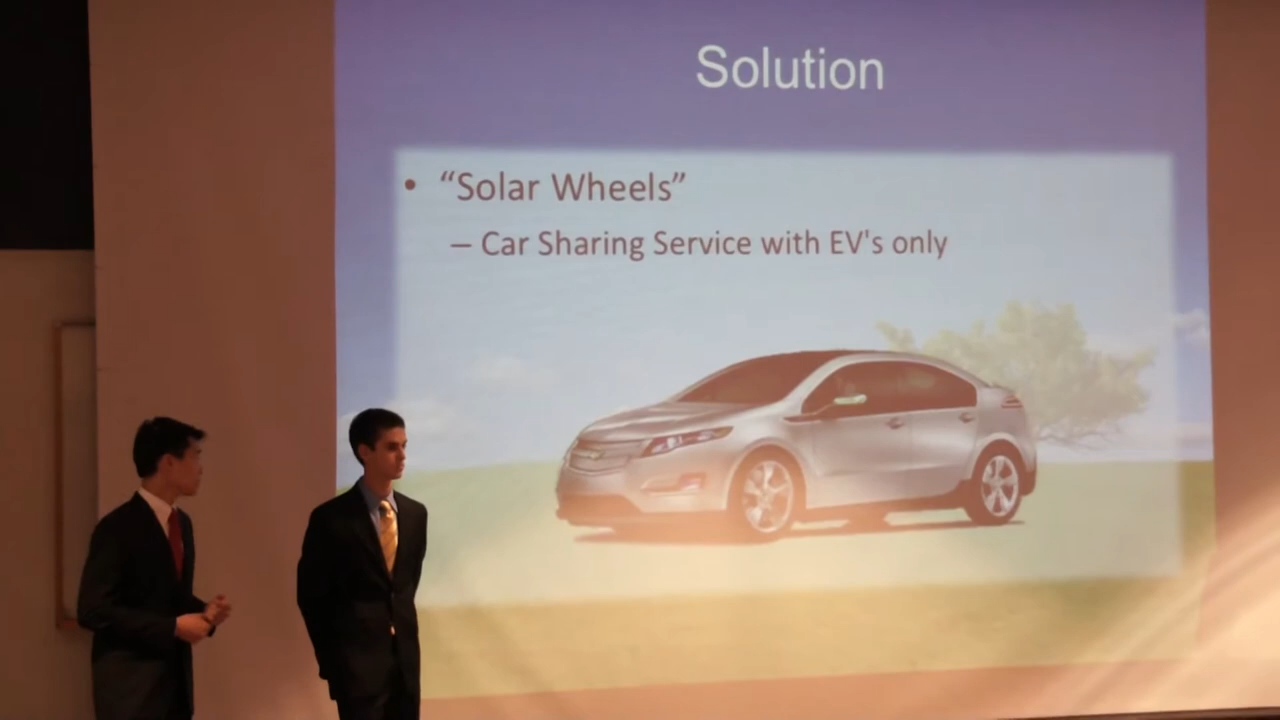 Solution
• “Solar Wheels”
– Car Sharing Service with EV's only